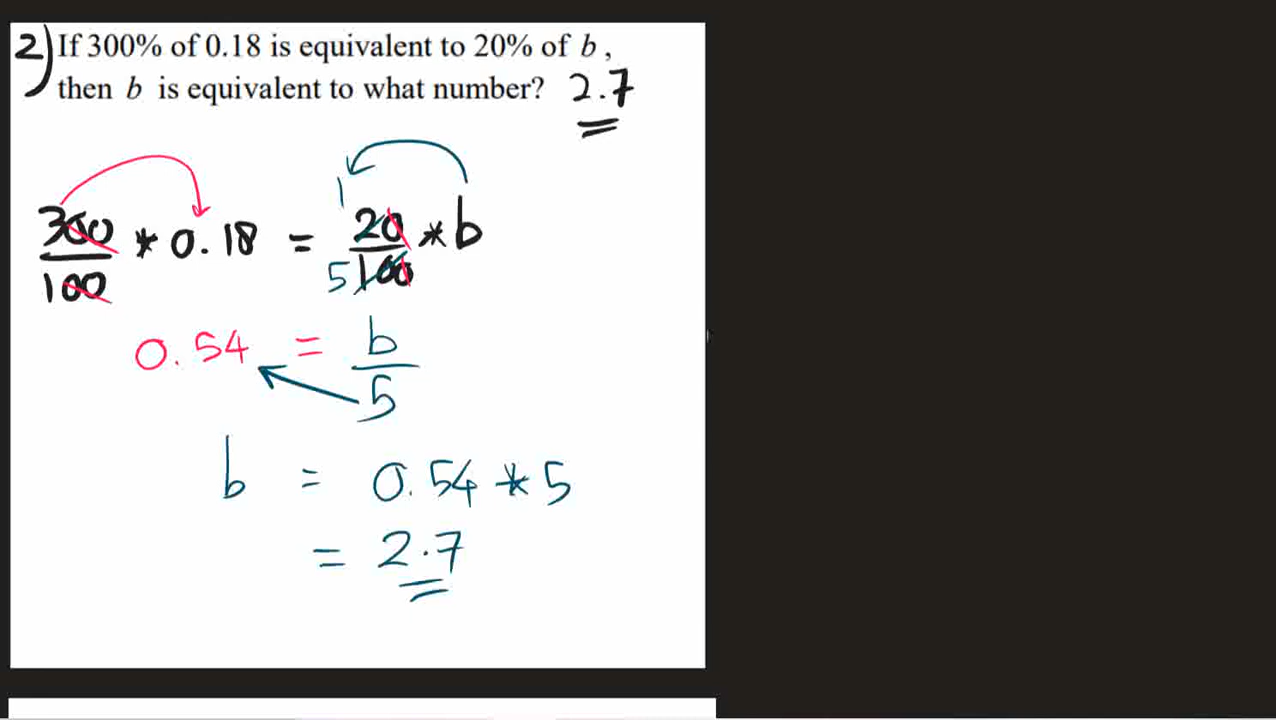 2) If 300% of 0.18 is equivalent to 20% of b,
then b is equivalent to what number? 2.7
300/100 * 0.18 = 1 20/5 100 * b
0.54 = b/5
b = 0.54 * 5
= 2.7